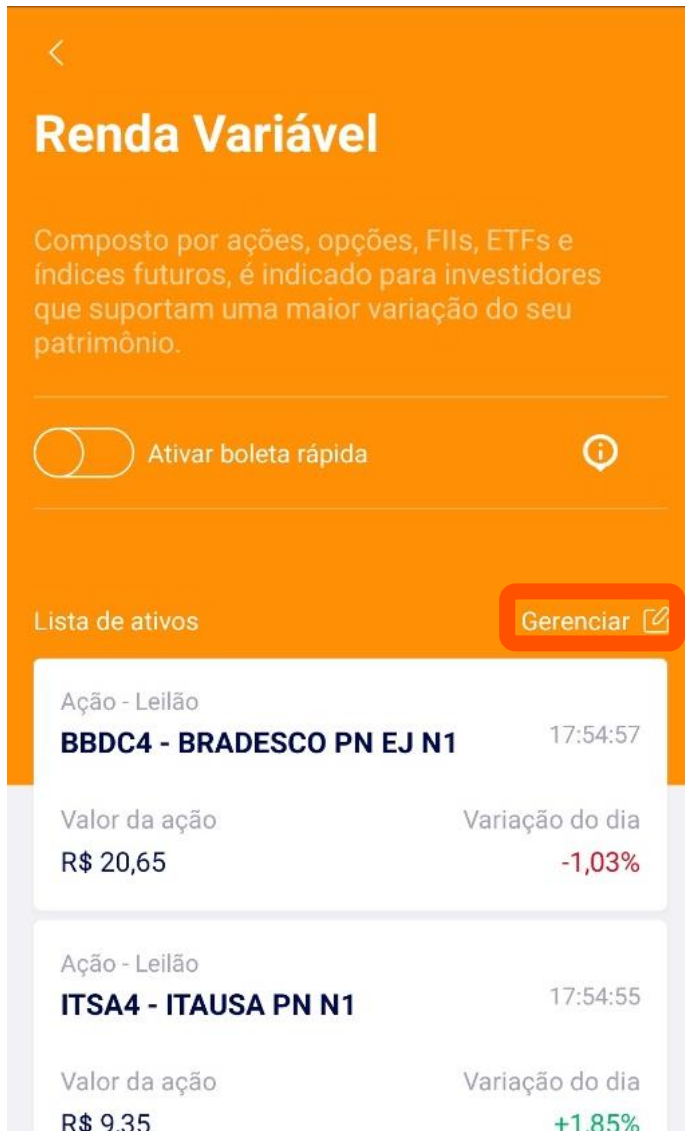 Renda Variável
Composto por ações, opções, FIIs, ETFs e
índices futuros, é indicado para investidores
que suportam uma maior variação do seu
patrimônio.
Ativar boleta rápida
Lista de ativos
Gerenciar
Ação - Leilão
BBDC4 - BRADESCO PN EJ N1
17:54:57
Valor da ação
Variação do dia
R$ 20,65
-1,03%
Ação - Leilão
ITSA4 - ITAUSA PN N1
17:54:55
Valor da ação
Variação do dia
R$ 9,35
+1,85%